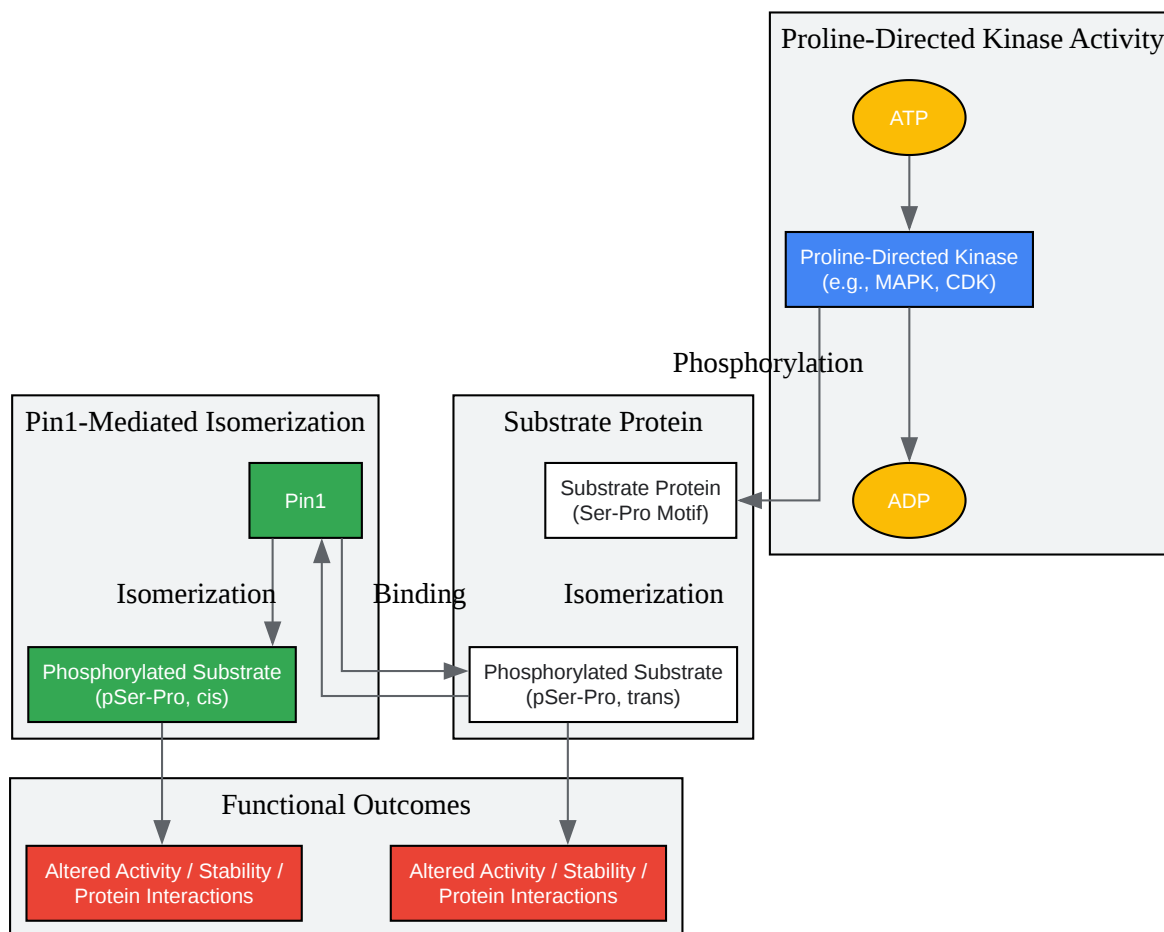 Proline-Directed Kinase Activity
ATP
Proline-Directed Kinase
(e.g., MAPK, CDK)
Phosphorylation
ADP
Pin1-Mediated Isomerization
Pin1
Isomerization
Binding
Phosphorylated Substrate
(pSer-Pro, cis)
Substrate Protein
Substrate Protein
(Ser-Pro Motif)
Isomerization
Phosphorylated Substrate
(pSer-Pro, trans)
Functional Outcomes
Altered Activity / Stability /
Protein Interactions
Altered Activity / Stability /
Protein Interactions